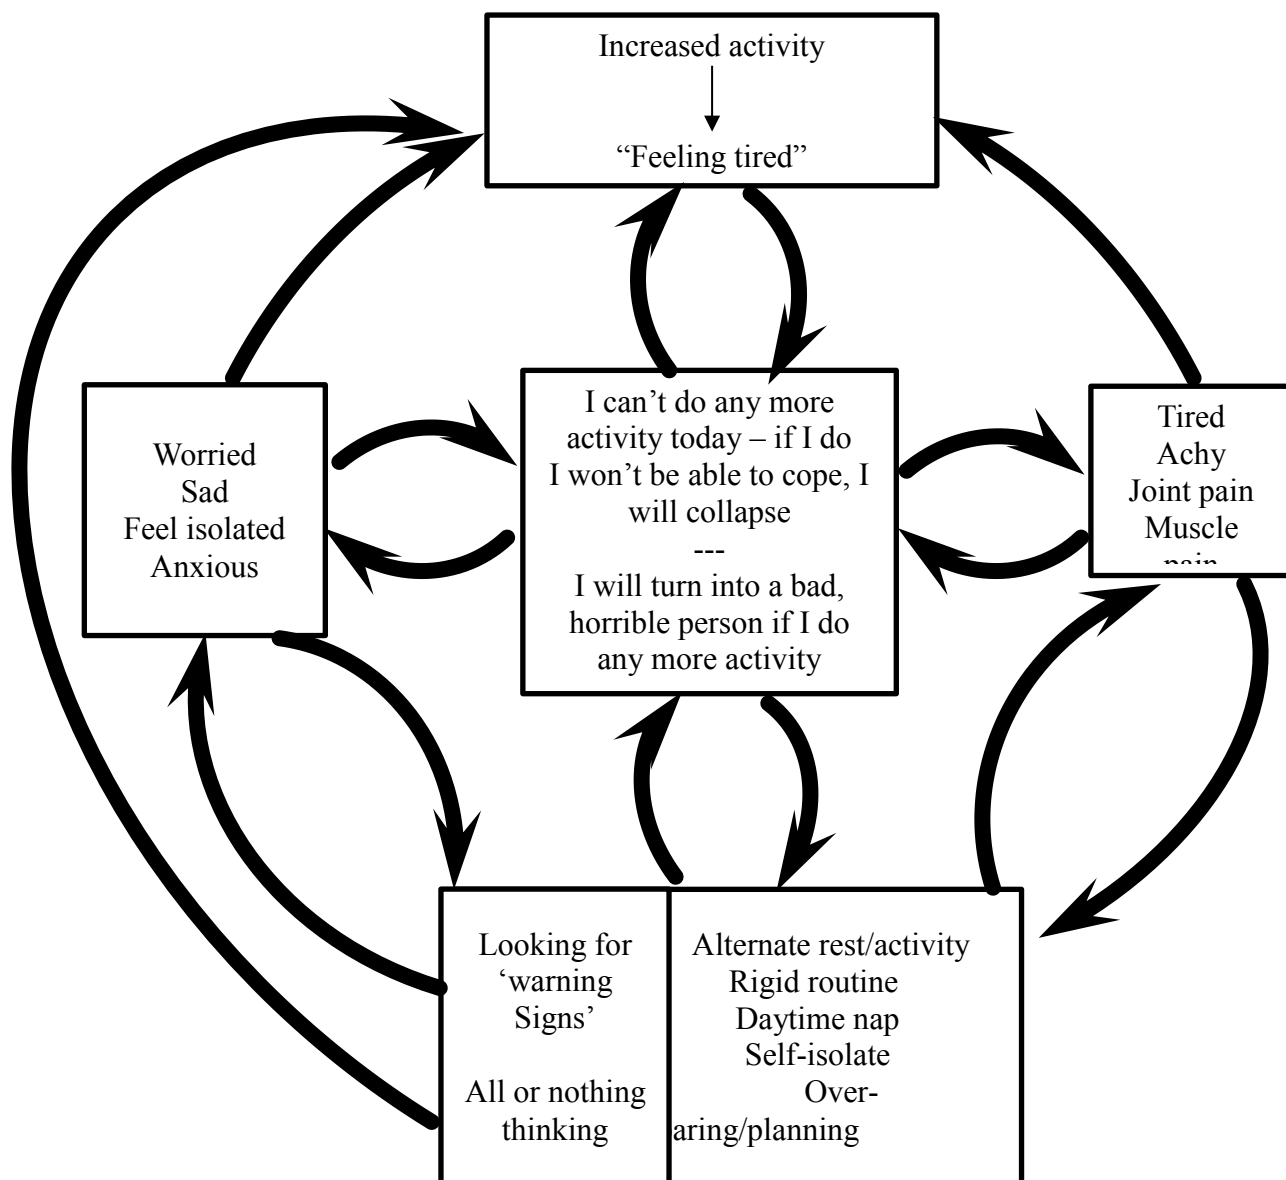 Increased activity
“Feeling tired”
Worried
Sad
Feel isolated
Anxious
I can’t do any more
activity today – if I do
I won’t be able to cope, I
will collapse
---
I will turn into a bad,
horrible person if I do
any more activity
Tired
Achy
Joint pain
Muscle
Looking for
‘warning
Signs’
All or nothing
thinking
Alternate rest/activity
Rigid routine
Daytime nap
Self-isolate
Over-
aring/planning